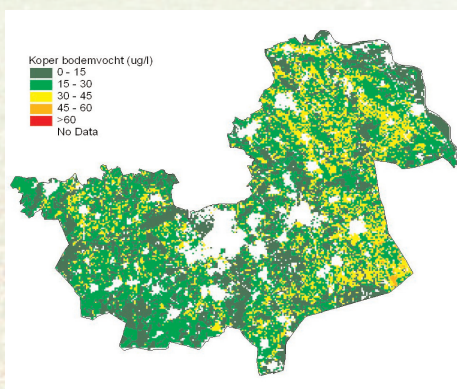 Koper bodemvocht (ug/l)
0 - 15
15 - 30
30 - 45
45 - 60
>60
No Data